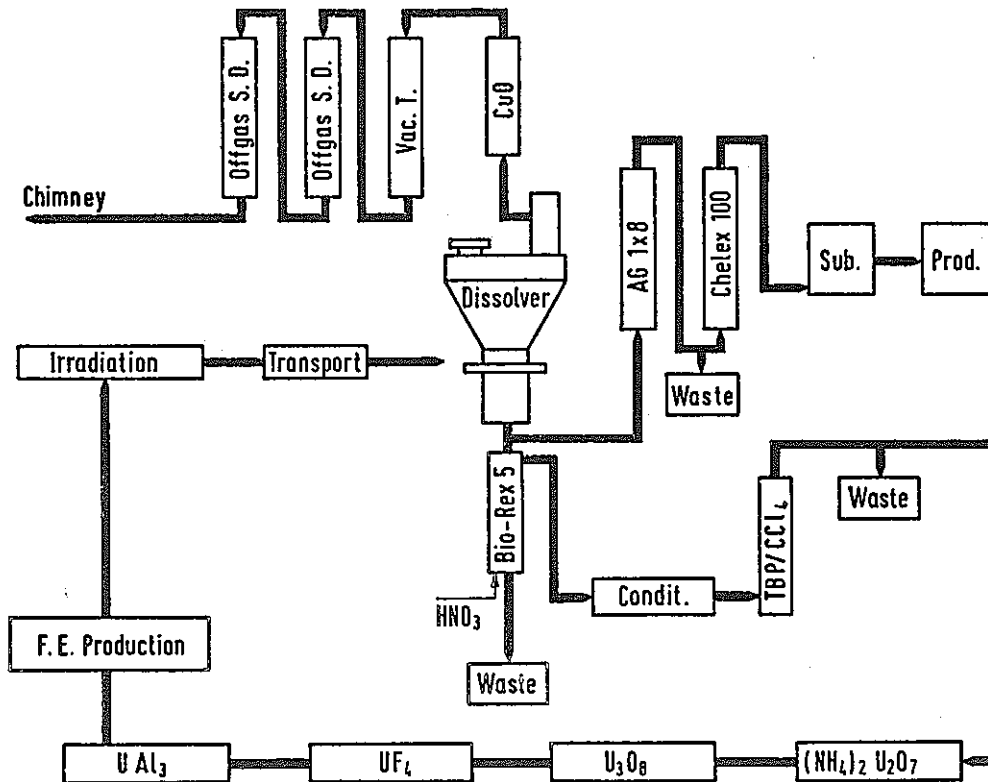 Offgas S. D.
Offgas S. D.
Vac. T.
CuO
Chimney
AG 1x8
Chelex 100
Sub.
Prod.
Dissolver
Irradiation
Transport
Waste
Bio-Rex 5
TBP/CCl₄
Waste
HNO₃
Condit.
F. E. Production
Waste
U Al₃
UF₄
U₃O₈
(NH₄)₂ U₂O₇